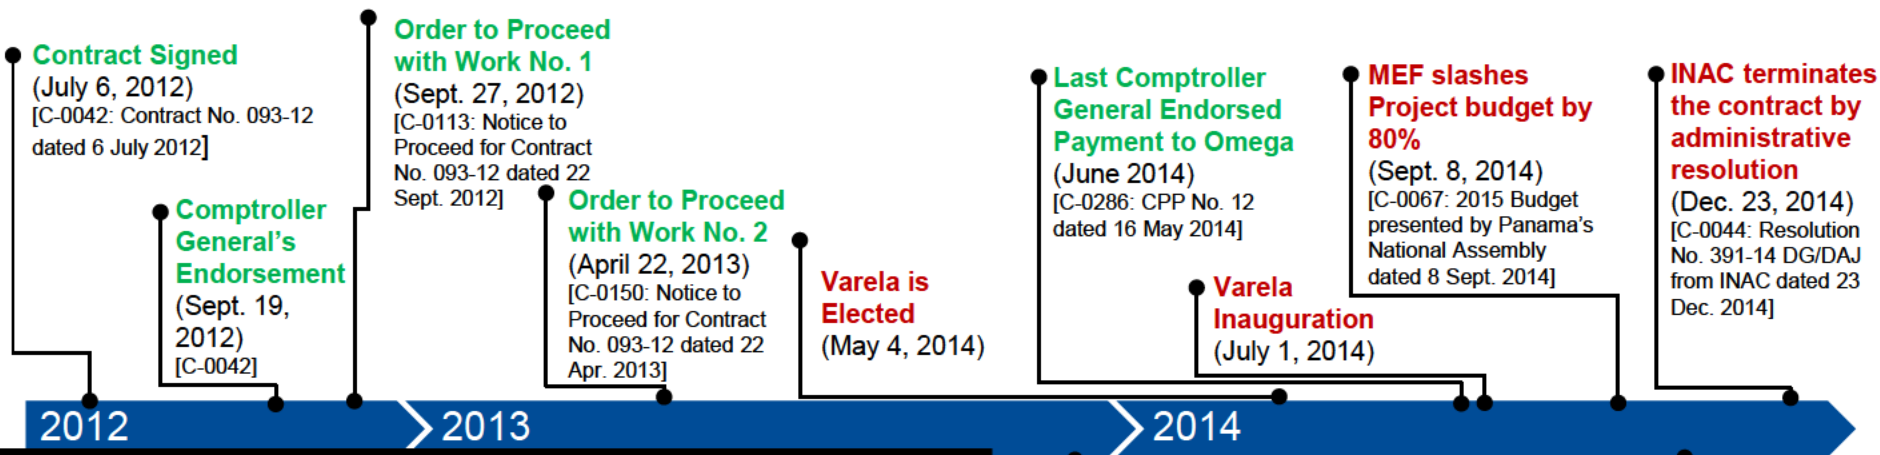 Contract Signed
(July 6, 2012)
[C-0042: Contract No. 093-12
dated 6 July 2012]
Comptroller
General's
Endorsement
(Sept. 19,
2012)
[C-0042]
Order to Proceed
with Work No. 1
(Sept. 27, 2012)
[C-0113: Notice to
Proceed for Contract
No. 093-12 dated 22
Sept. 2012]
Order to Proceed
with Work No. 2
(April 22, 2013)
[C-0150: Notice to
Proceed for Contract
No. 093-12 dated 22
Apr. 2013]
Varela is
Elected
(May 4, 2014)
Last Comptroller
General Endorsed
Payment to Omega
(June 2014)
[C-0286: CPP No. 12
dated 16 May 2014]
Varela
Inauguration
(July 1, 2014)
MEF slashes
Project budget by
80%
(Sept. 8, 2014)
[C-0067: 2015 Budget
presented by Panama's
National Assembly
dated 8 Sept. 2014]
INAC terminates
the contract by
administrative
resolution
(Dec. 23, 2014)
[C-0044: Resolution
No. 391-14 DG/DAJ
from INAC dated 23
Dec. 2014]
2012
2013
2014